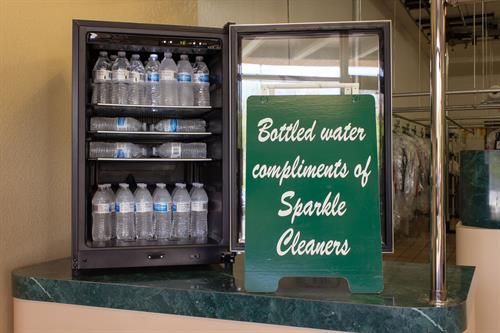 Bottled water
compliments of
Sparkle
Cleaners